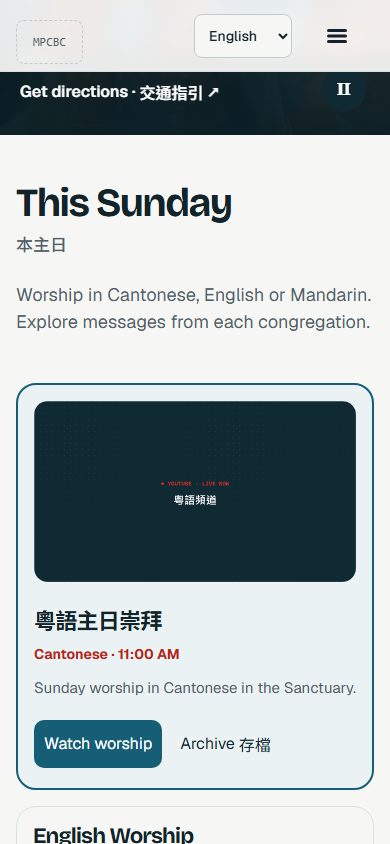 MPCBC
English
Get directions · 交通指引 ↗
This Sunday
本主日
Worship in Cantonese, English or Mandarin.
Explore messages from each congregation.
YOUTUBE · LIVE NOW
粵語頻道
粵語主日崇拜
Cantonese · 11:00 AM
Sunday worship in Cantonese in the Sanctuary.
Watch worship
Archive 存檔
English Worship